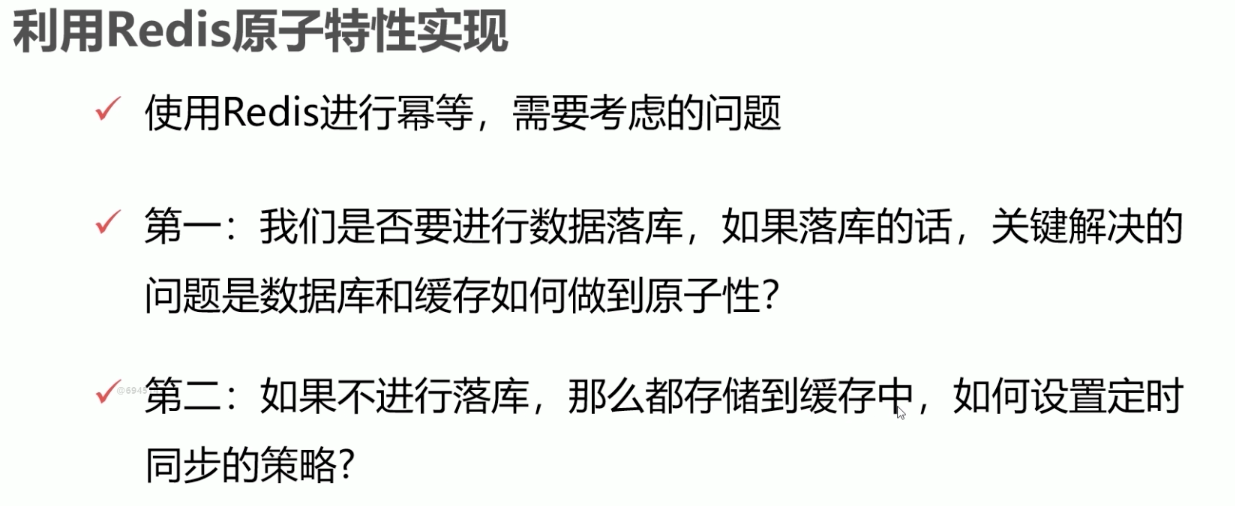 利用Redis原子特性实现
使用Redis进行幂等，需要考虑的问题
第一：我们是否要进行数据落库，如果落库的话，关键解决的
问题是数据库和缓存如何做到原子性？
第二：如果不进行落库，那么都存储到缓存中，如何设置定时
同步的策略？